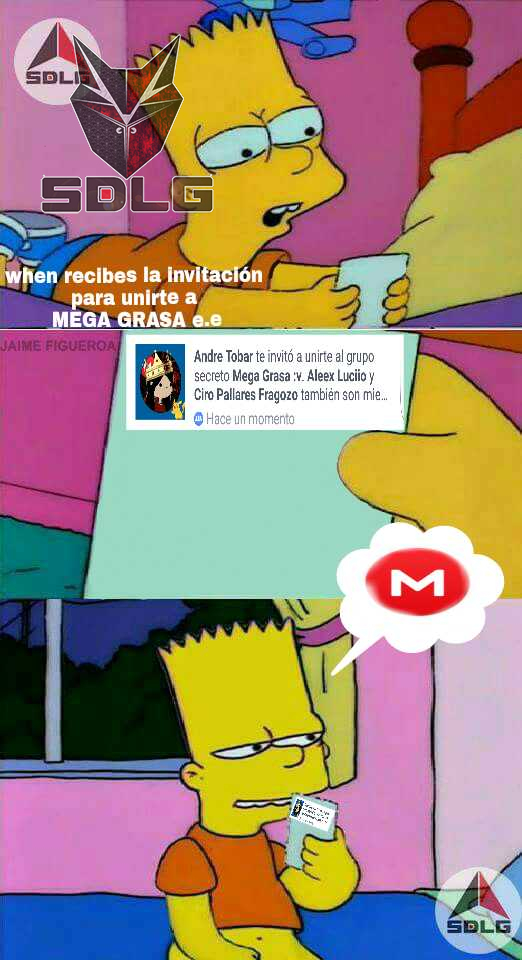 SDLG
SDLG
when recibes la invitación
para unirte a
MEGA GRASA e.e
JAIME FIGUEROA
Andre Tobar te invitó a unirte al grupo
secreto Mega Grasa :v. Aleex Luciio y
Ciro Pallares Fragozo también son mie...
Hace un momento
M
SDLG